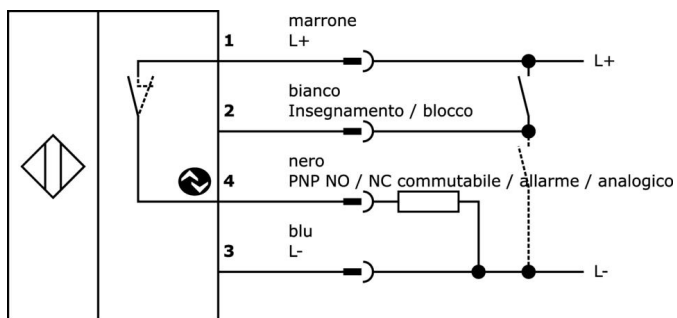 marrone
1 L+
L+
bianco
2 Insegnamento / blocco
nero
4 PNP NO / NC commutabile / allarme / analogico
blu
3 L-
L-